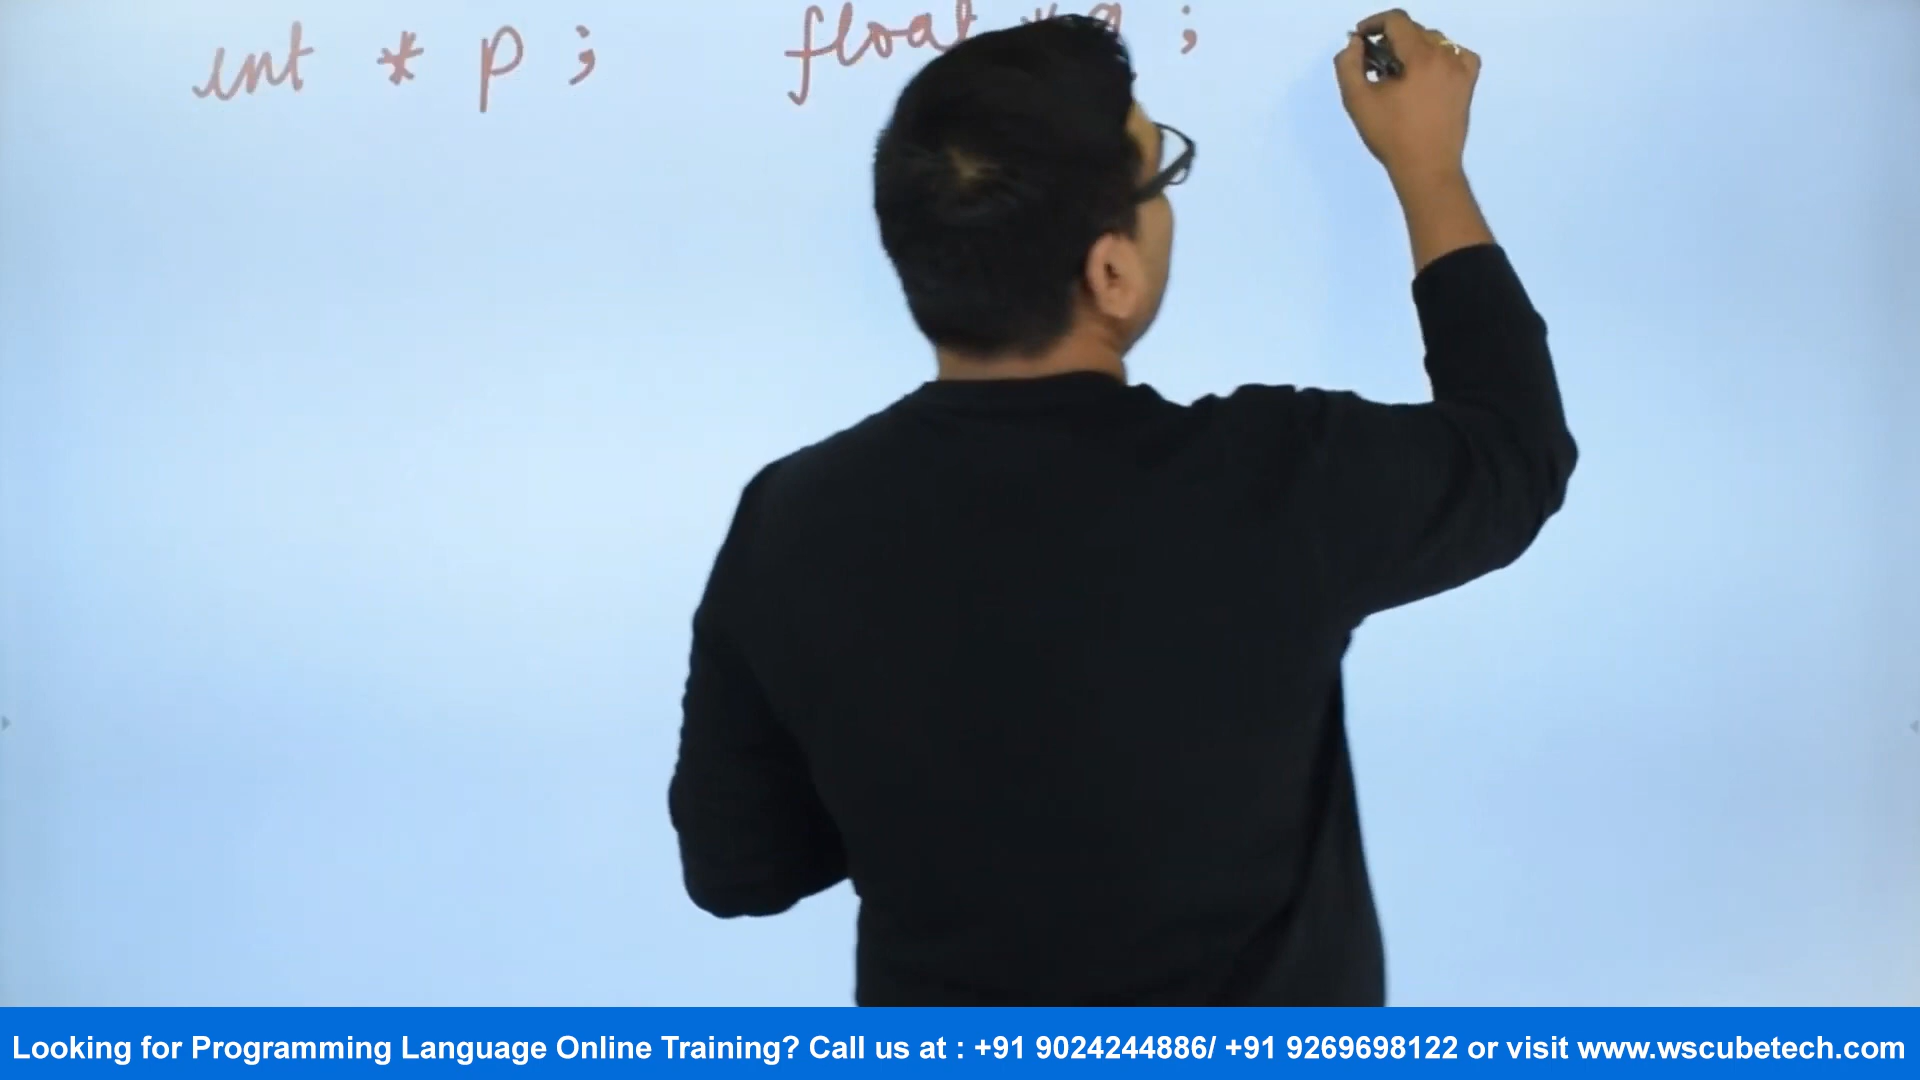 int * p ; float * q ;
Looking for Programming Language Online Training? Call us at : +91 9024244886/ +91 9269698122 or visit www.wscubetech.com